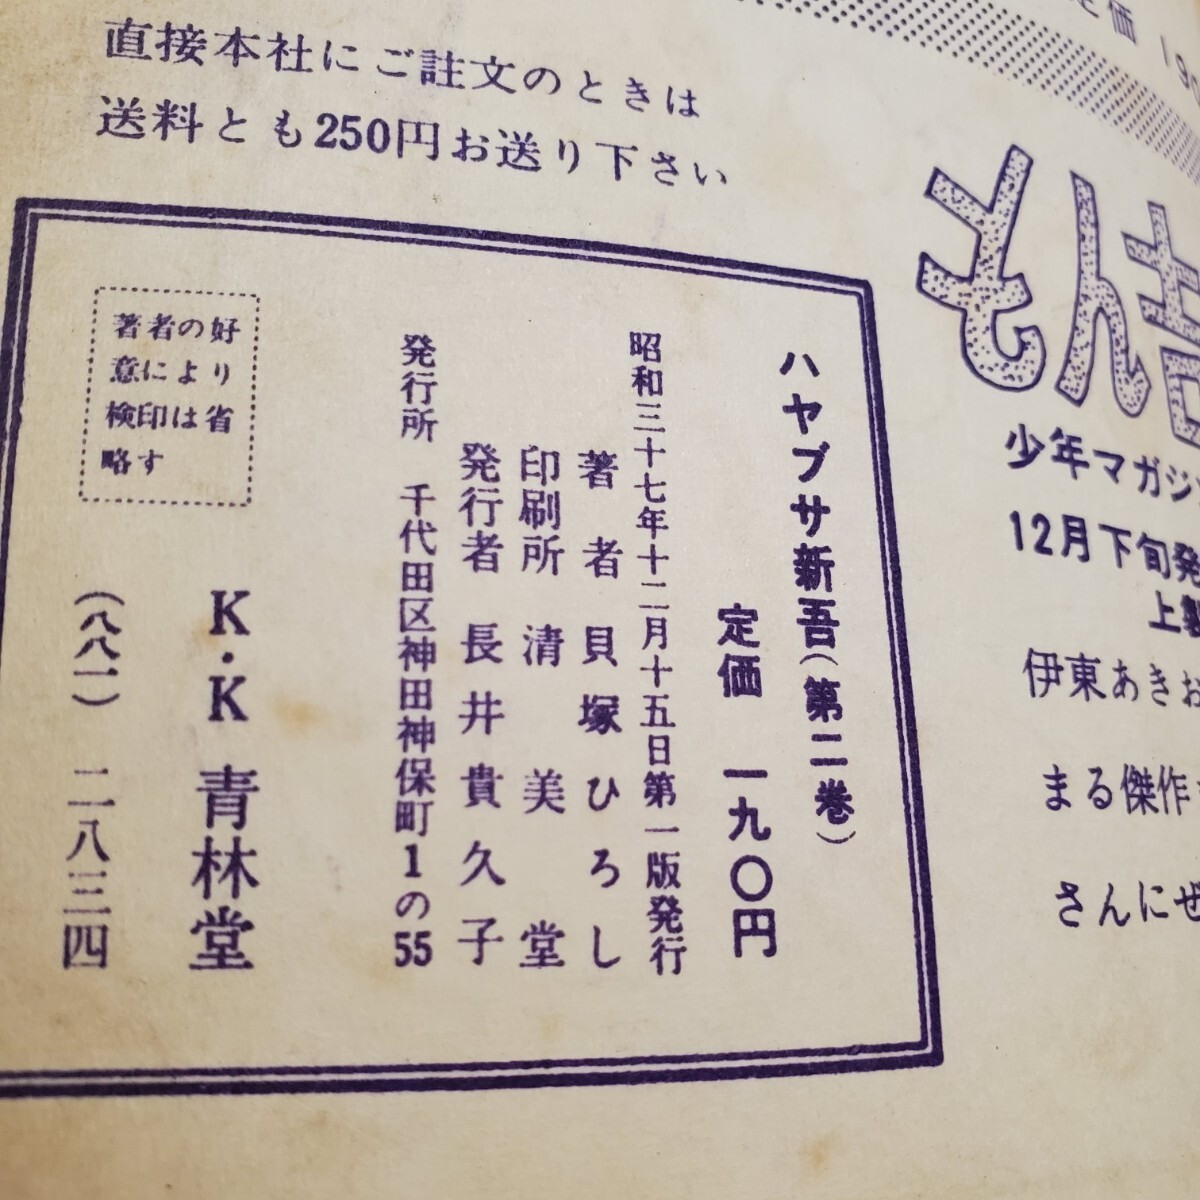 直接本社にご註文のときは
送料とも250円お送り下さい
ハヤブサ新吾(第二巻)
定価 一九〇円
昭和三十七年十二月十五日第一版発行
著者 貝塚ひろし
印刷所 清美堂
発行者 長井貴久子
発行所 千代田区神田神保町1の55
K・K 青林堂
(八八一) 二八三四
著者の好
意により
検印は省
略す
価 19
もん吉
少年マガジ
12月下旬発
上製
伊東あきお
まる傑作
さんにぜ